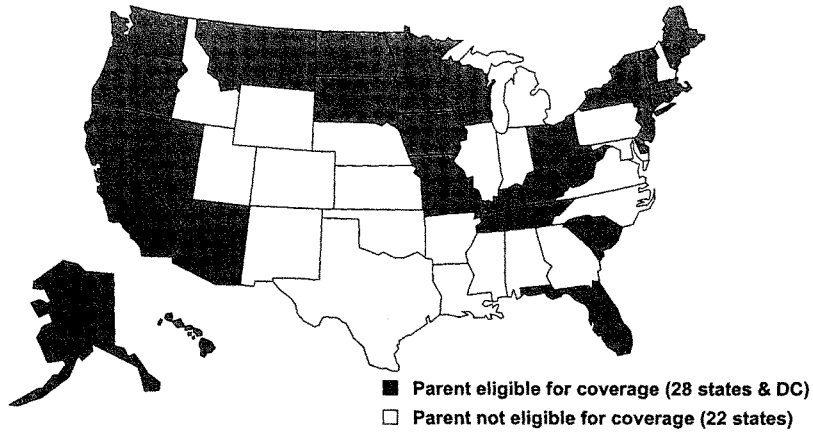 Parent eligible for coverage (28 states & DC)
Parent not eligible for coverage (22 states)